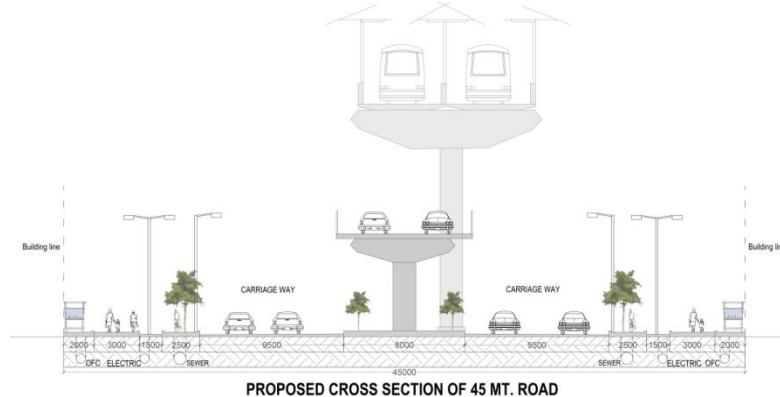 Building line
Building lin
CARRIAGE WAY
CARRIAGE WAY
2000 3000 1500 2500 9500 8000 9500 2500 1500 3000 2000
OFC ELECTRIC SEWER SEWER ELECTRIC OFC
45000
PROPOSED CROSS SECTION OF 45 MT. ROAD